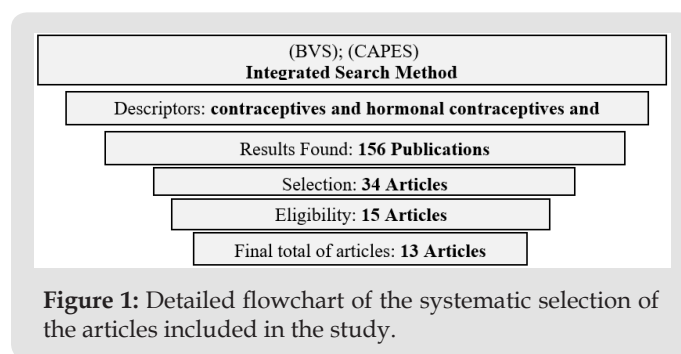 (BVS); (CAPES)
Integrated Search Method
Descriptors: contraceptives and hormonal contraceptives and
Results Found: 156 Publications
Selection: 34 Articles
Eligibility: 15 Articles
Final total of articles: 13 Articles
Figure 1: Detailed flowchart of the systematic selection of
the articles included in the study.